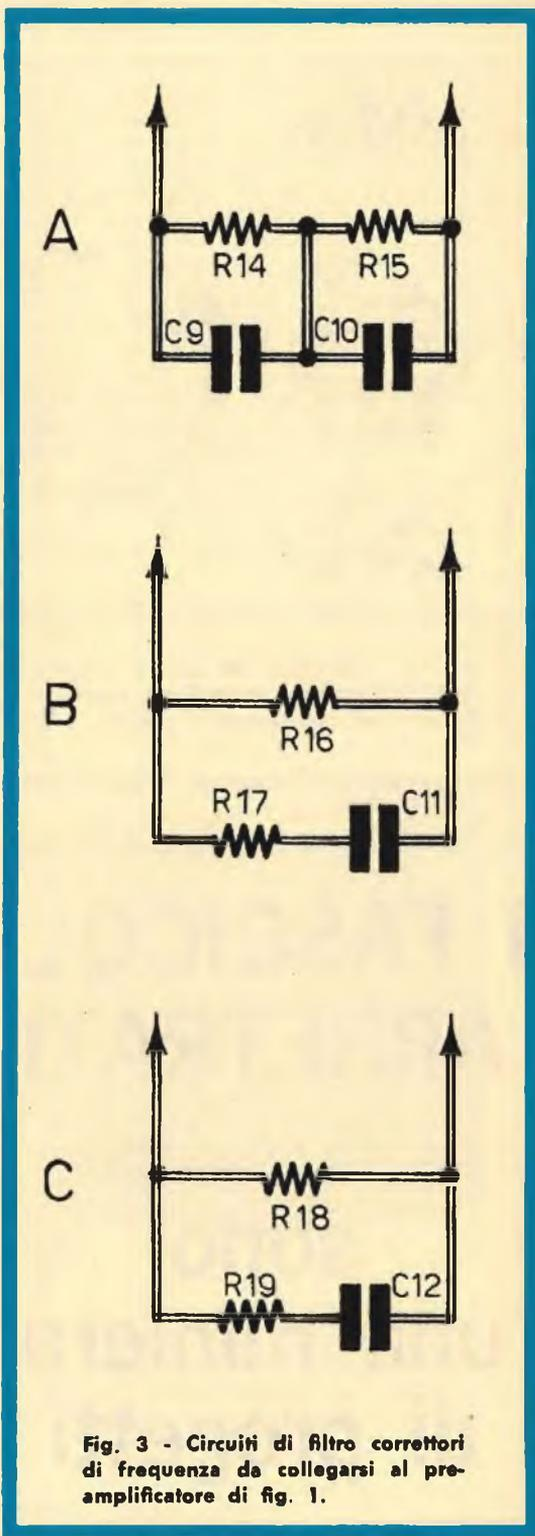 A
R14 R15
C9 C10
B
R16
R17 C11
C
R18
R19 C12
Fig. 3 - Circuiti di filtro correttori
di frequenza da collegarsi al pre-
amplificatore di fig. 1.